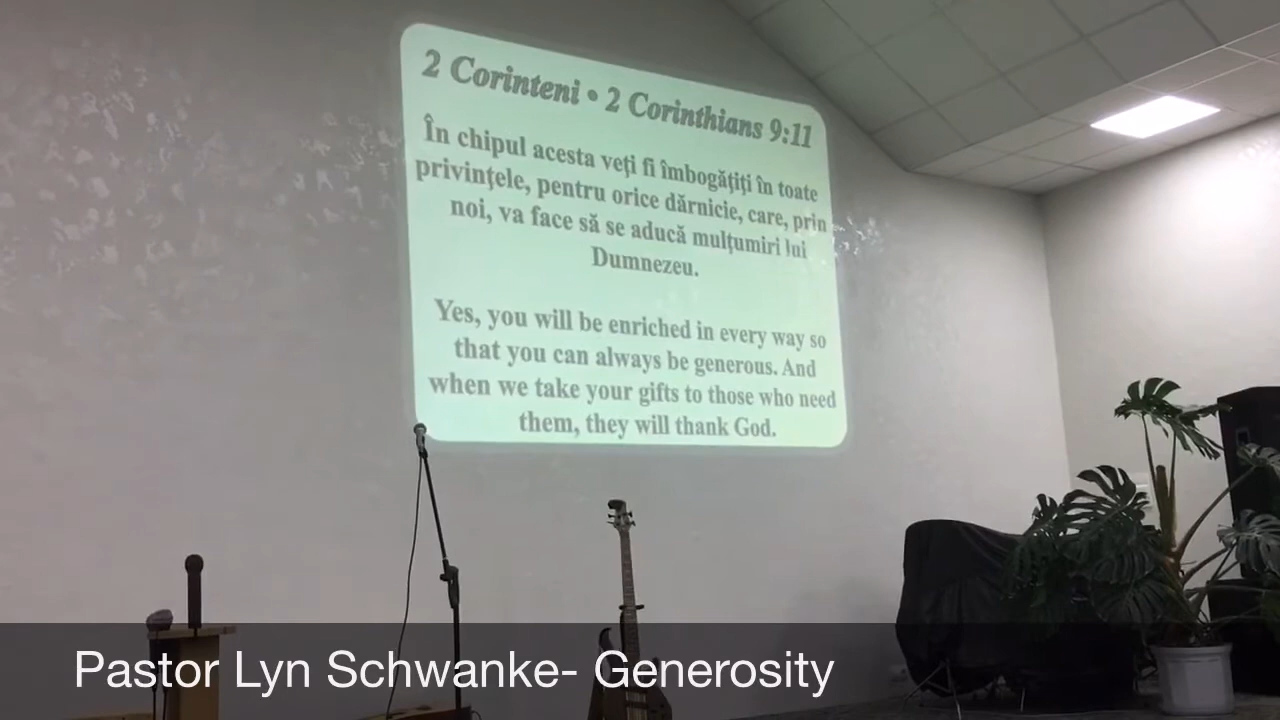 2 Corinteni • 2 Corinthians 9:11
În chipul acesta veţi fi îmbogăţiţi în toate
privinţele, pentru orice dărnicie, care, prin
noi, va face să se aducă mulţumiri lui
Dumnezeu.
Yes, you will be enriched in every way so
that you can always be generous. And
when we take your gifts to those who need
them, they will thank God.
Pastor Lyn Schwanke- Generosity